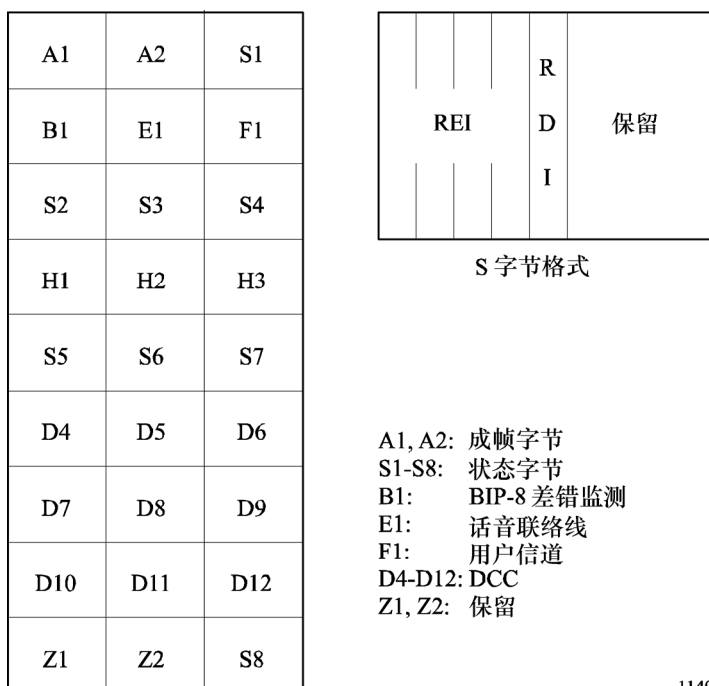 A1 A2 S1
B1 E1 F1
S2 S3 S4
H1 H2 H3
S5 S6 S7
D4 D5 D6
D7 D8 D9
D10 D11 D12
Z1 Z2 S8
REI
R
D
I
保留
S 字节格式
A1, A2: 成帧字节
S1-S8: 状态字节
B1: BIP-8 差错监测
E1: 话音联络线
F1: 用户信道
D4-D12: DCC
Z1, Z2: 保留